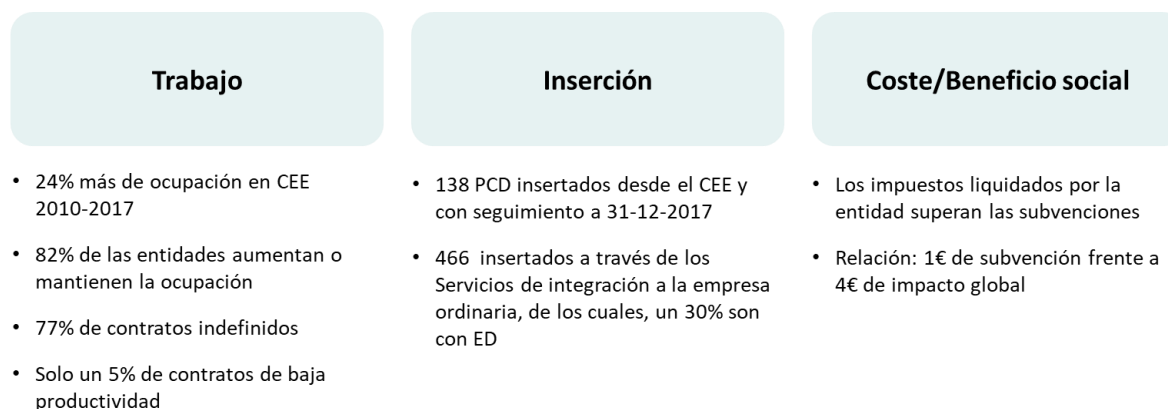 Trabajo
• 24% más de ocupación en CEE
2010-2017
• 82% de las entidades aumentan o
mantienen la ocupación
• 77% de contratos indefinidos
• Solo un 5% de contratos de baja
productividad
Inserción
• 138 PCD insertados desde el CEE y
con seguimiento a 31-12-2017
• 466  insertados a través de los
Servicios de integración a la empresa
ordinaria, de los cuales, un 30% son
con ED
Coste/Beneficio social
• Los impuestos liquidados por la
entidad superan las subvenciones
• Relación: 1€ de subvención frente a
4€ de impacto global